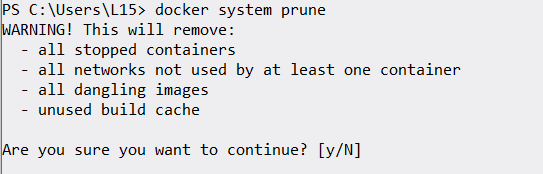 PS C:\Users\L15> docker system prune
WARNING! This will remove:
  - all stopped containers
  - all networks not used by at least one container
  - all dangling images
  - unused build cache

Are you sure you want to continue? [y/N]